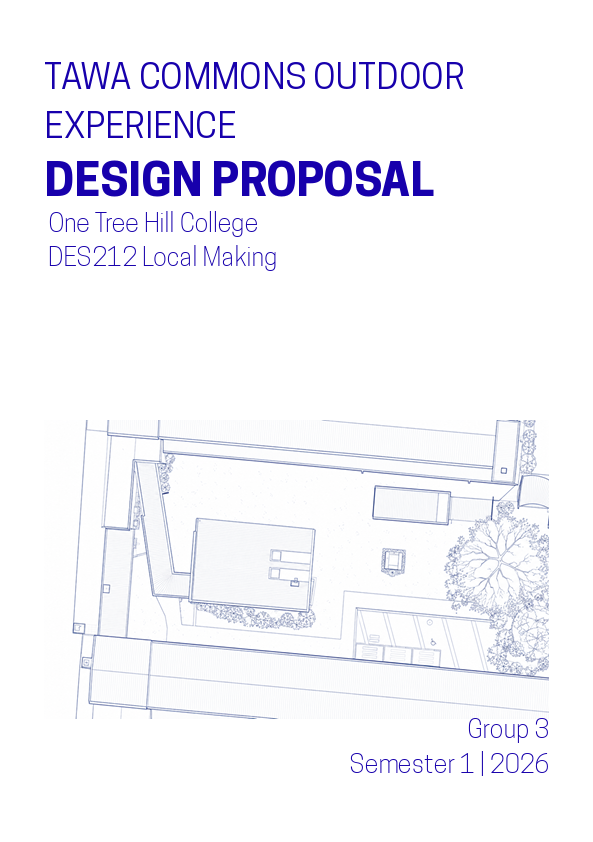 TAWA COMMONS OUTDOOR
EXPERIENCE
DESIGN PROPOSAL
One Tree Hill College
DES212 Local Making
Group 3
Semester 1 | 2026